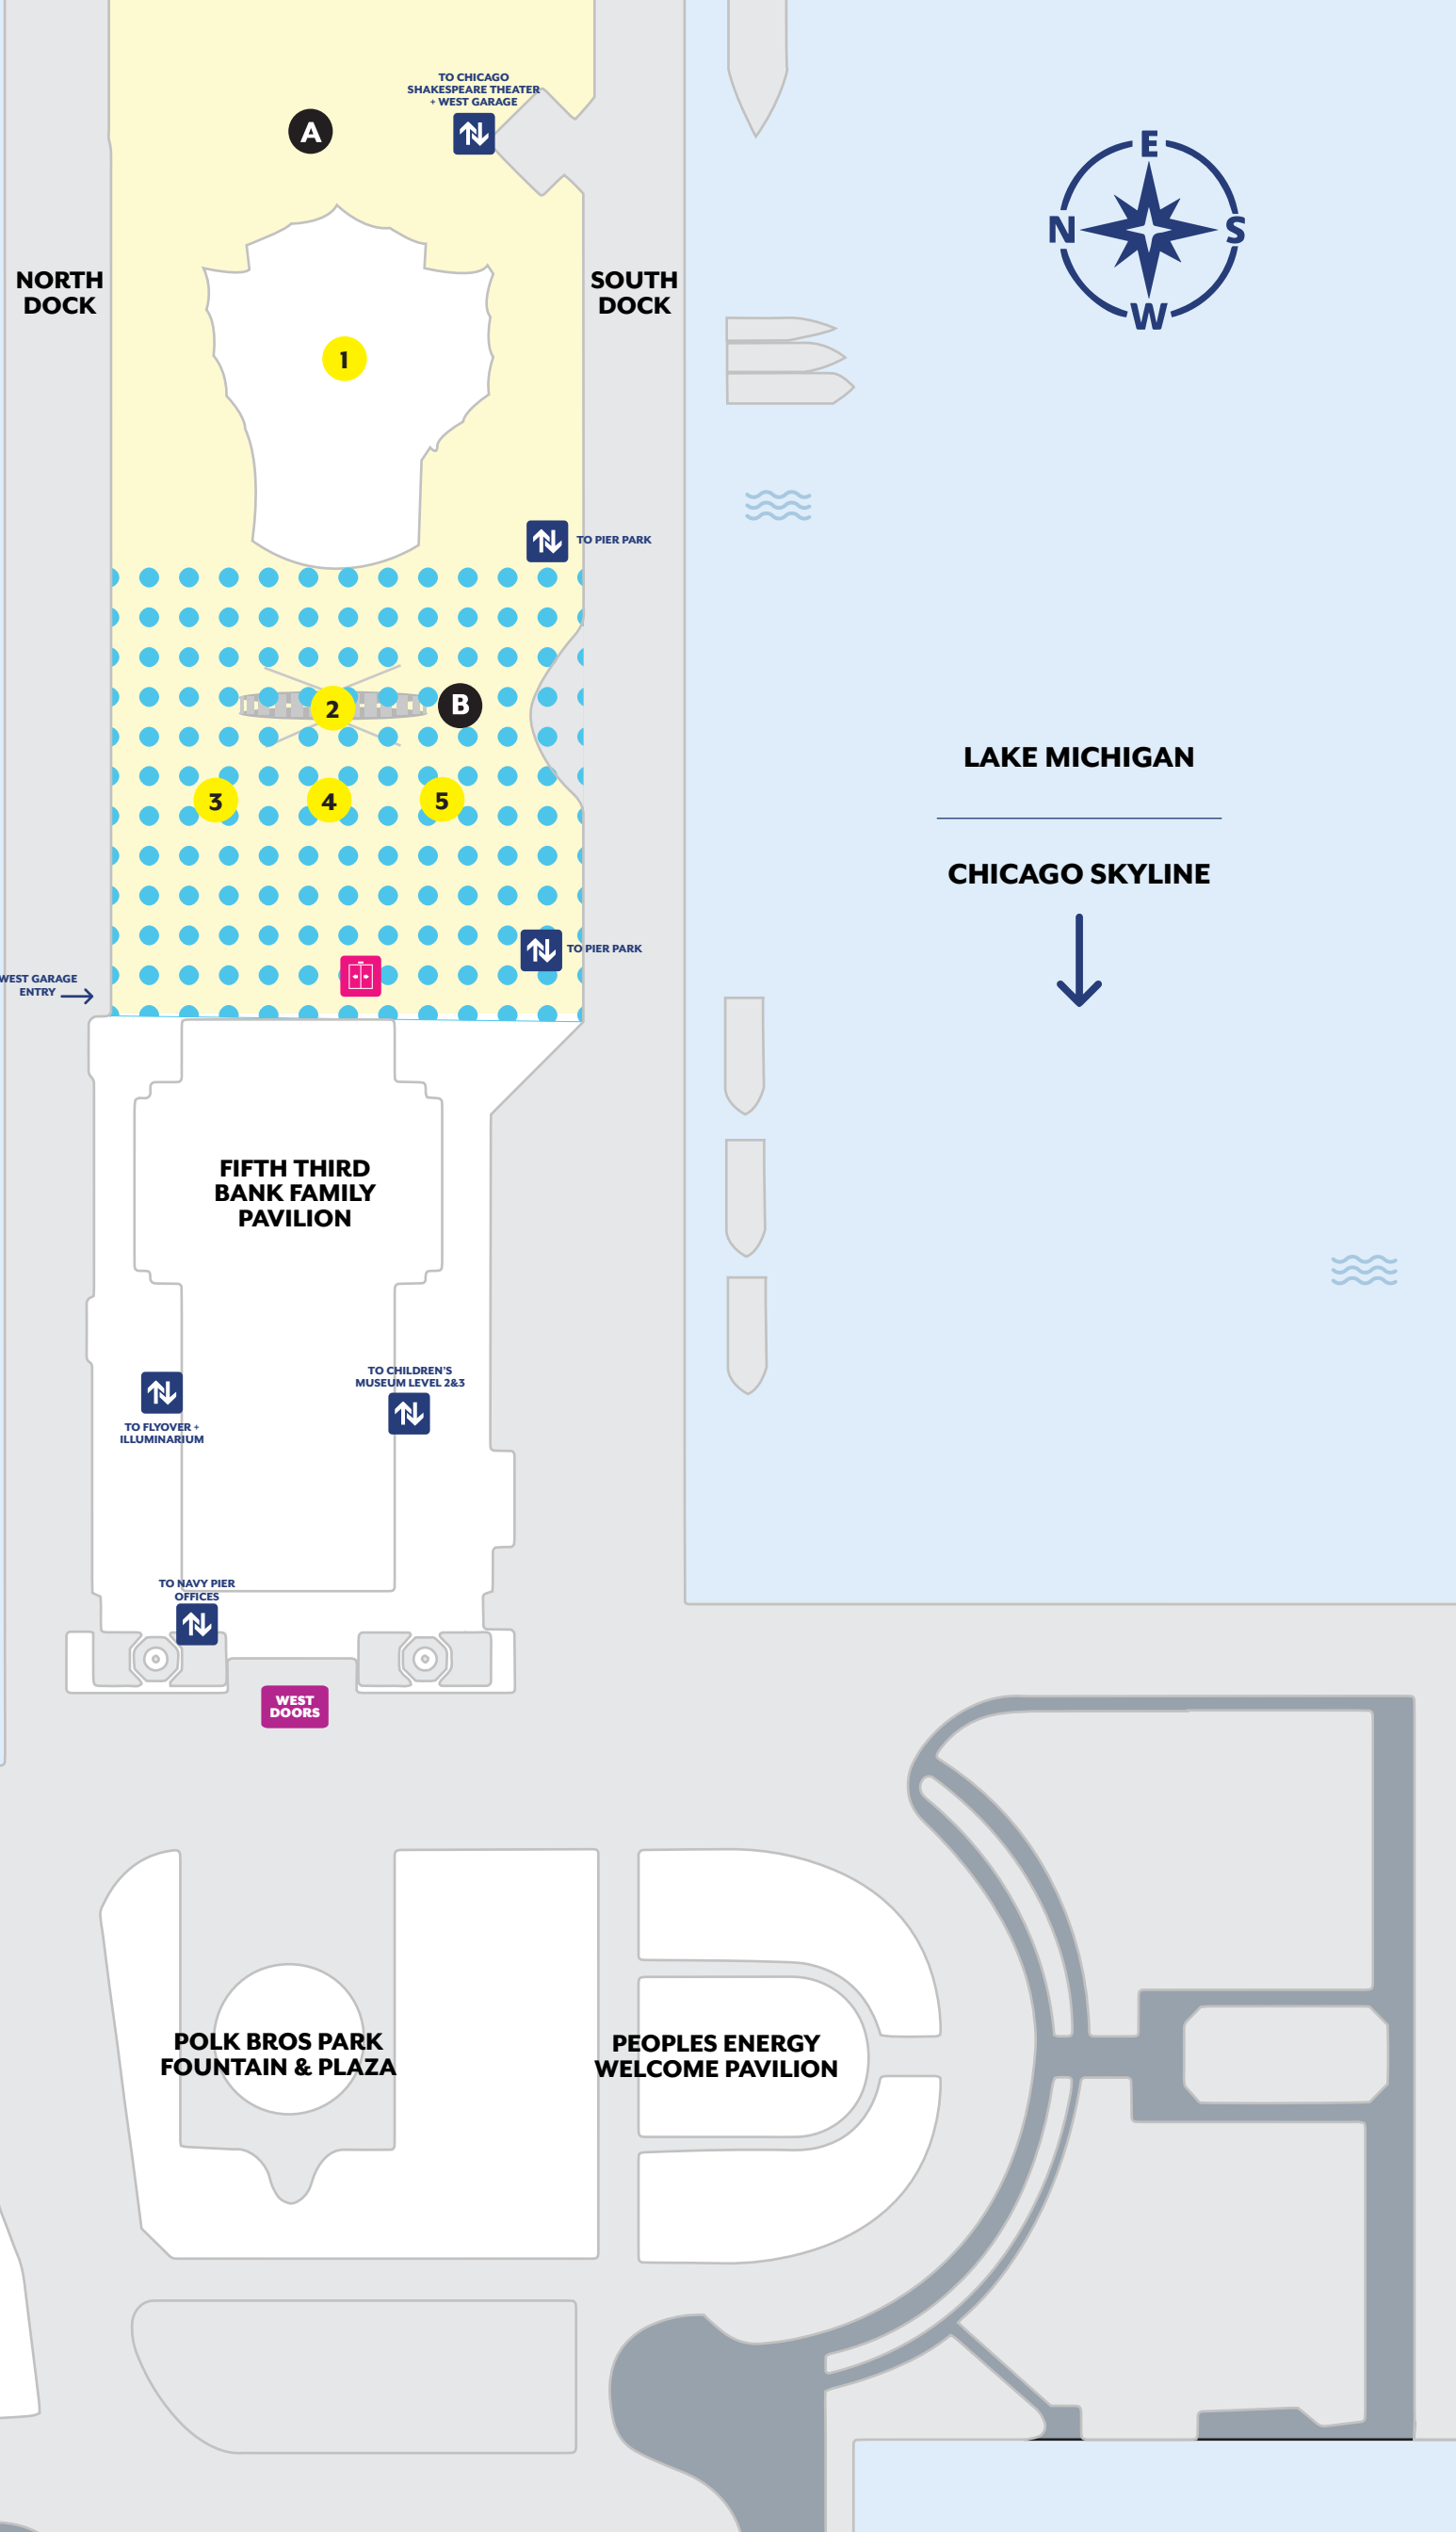 TO CHICAGO
SHAKESPEARE THEATER
+ WEST GARAGE
A
E
N
S
W
NORTH
DOCK
SOUTH
DOCK
1
TO PIER PARK
2
B
3
4
5
LAKE MICHIGAN
CHICAGO SKYLINE
TO PIER PARK
WEST GARAGE
ENTRY
FIFTH THIRD
BANK FAMILY
PAVILION
TO CHILDREN'S
MUSEUM LEVEL 2&3
TO FLYOVER +
ILLUMINARIUM
TO NAVY PIER
OFFICES
WEST
DOORS
POLK BROS PARK
FOUNTAIN & PLAZA
PEOPLES ENERGY
WELCOME PAVILION